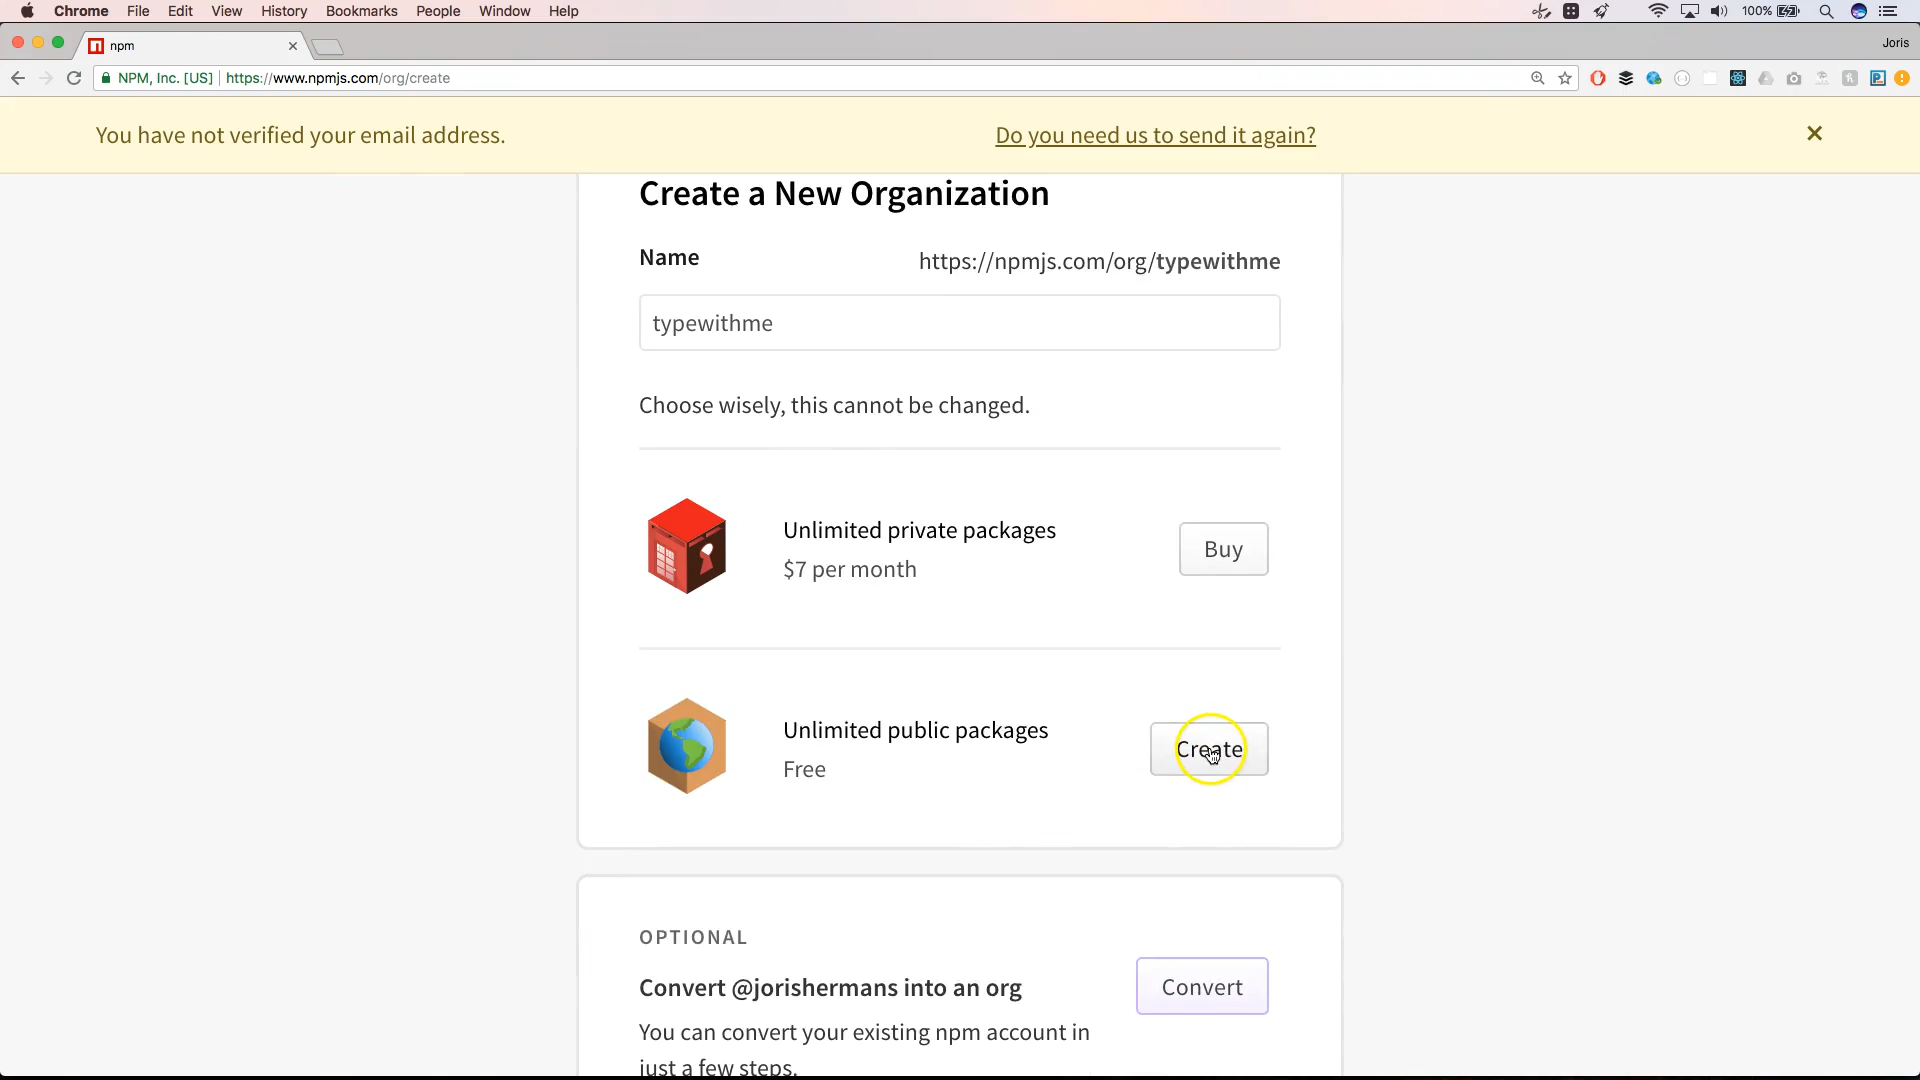 Chrome File Edit View History Bookmarks People Window Help 100%
npm Joris
NPM, Inc. [US] https://www.npmjs.com/org/create
You have not verified your email address. Do you need us to send it again?
Create a New Organization
Name https://npmjs.com/org/typewithme
typewithme
Choose wisely, this cannot be changed.
Unlimited private packages
$7 per month
Buy
Unlimited public packages
Free
Create
OPTIONAL
Convert @jorishermans into an org
Convert
You can convert your existing npm account in
just a few steps.